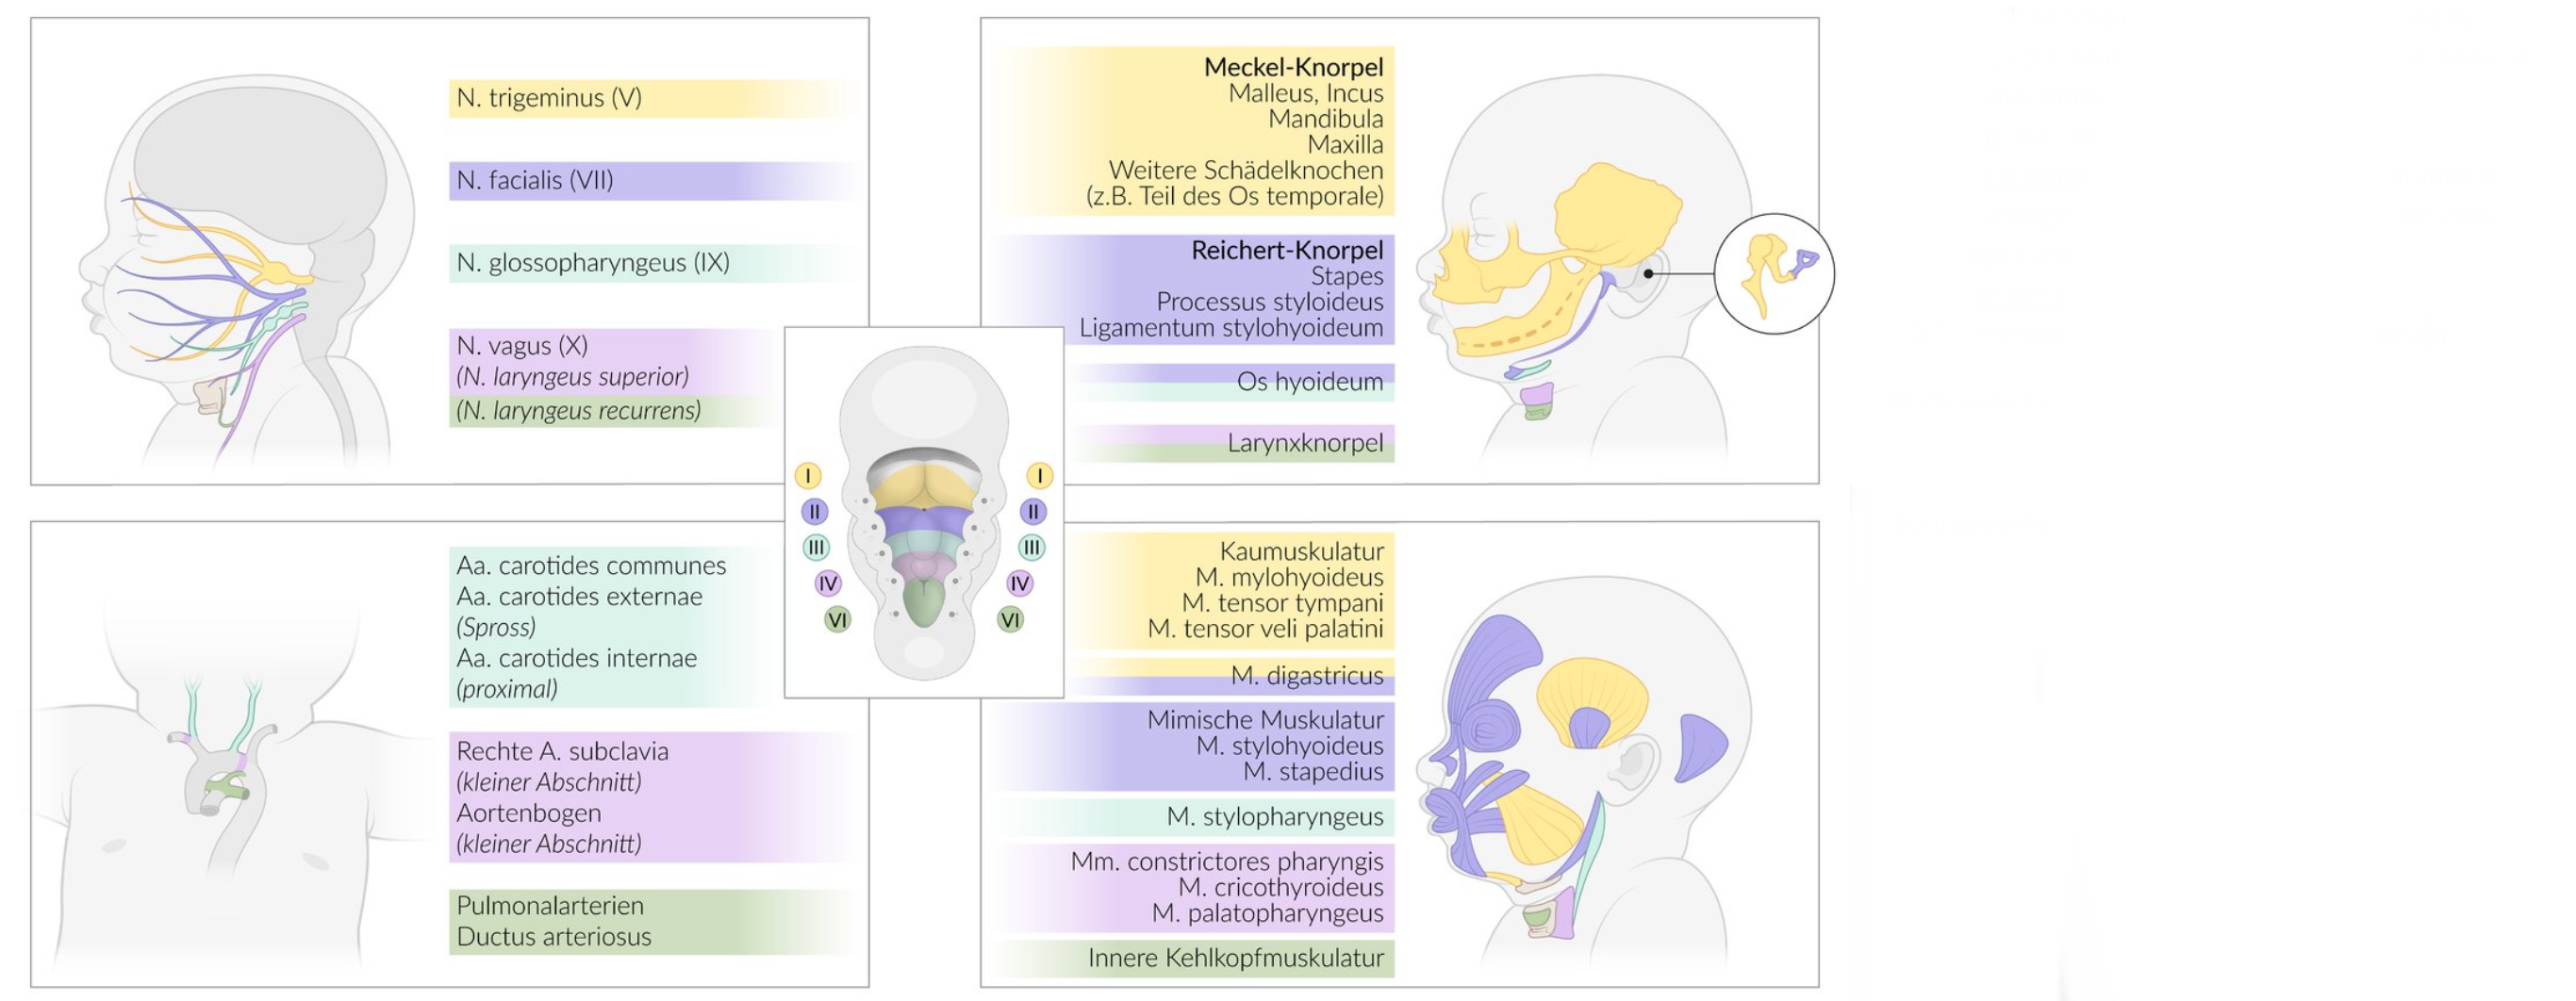 N. trigeminus (V)
N. facialis (VII)
N. glossopharyngeus (IX)
N. vagus (X)
(N. laryngeus superior)
(N. laryngeus recurrens)
Meckel-Knorpel
Malleus, Incus
Mandibula
Maxilla
Weitere Schädelknochen
(z.B. Teil des Os temporale)
Reichert-Knorpel
Stapes
Processus styloideus
Ligamentum stylohyoideum
Os hyoideum
Larynxknorpel
I
I
II
II
III
III
IV
IV
VI
VI
Aa. carotides communes
Aa. carotides externae
(Spross)
Aa. carotides internae
(proximal)
Rechte A. subclavia
(kleiner Abschnitt)
Aortenbogen
(kleiner Abschnitt)
Pulmonalarterien
Ductus arteriosus
Kaumuskulatur
M. mylohyoideus
M. tensor tympani
M. tensor veli palatini
M. digastricus
Mimische Muskulatur
M. stylohyoideus
M. stapedius
M. stylopharyngeus
Mm. constrictores pharyngis
M. cricothyroideus
M. palatopharyngeus
Innere Kehlkopfmuskulatur